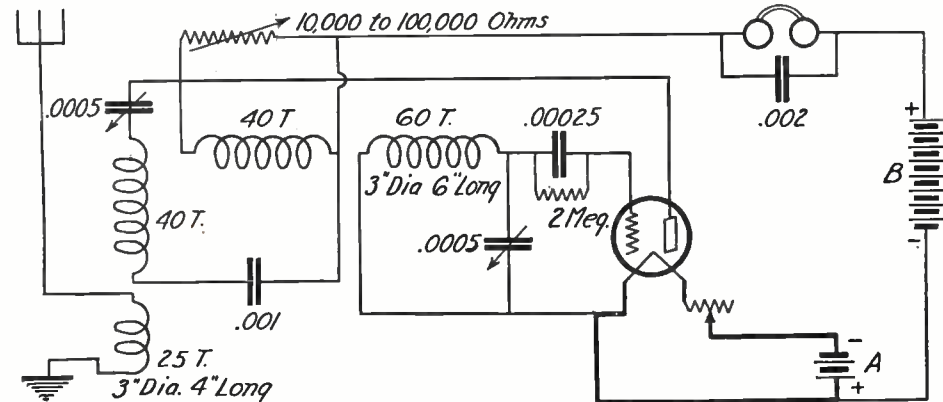 10,000 to 100,000 Ohms
.0005
40 T.
60 T.
.00025
.002
+
B
-
3"Dia 6"Long
2 Meg.
40 T.
.0005
.001
25 T.
3"Dia. 4"Long
-
A
+